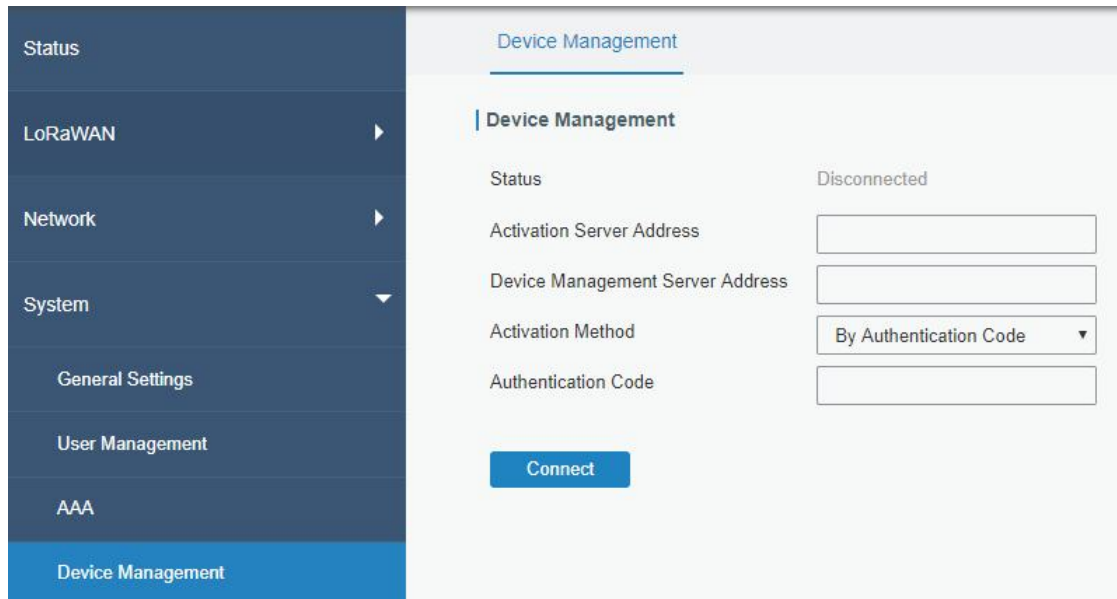 Status
LoRaWAN
Network
System
General Settings
User Management
AAA
Device Management
Device Management
Device Management
Status Disconnected
Activation Server Address
Device Management Server Address
Activation Method By Authentication Code
Authentication Code
Connect